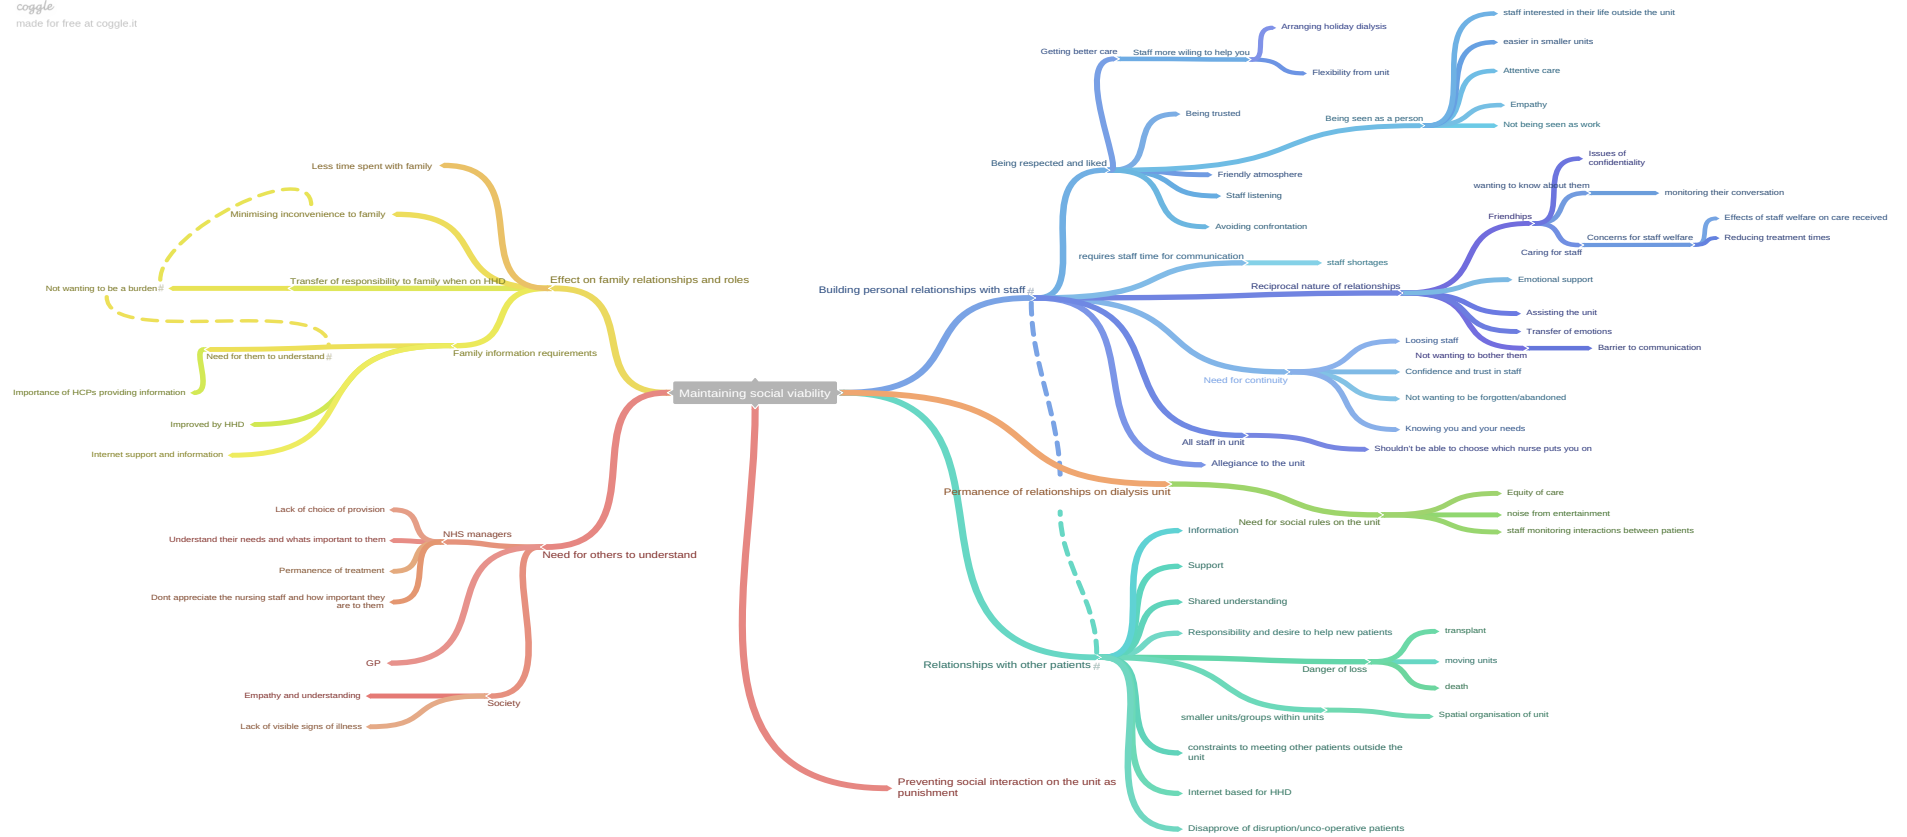 coggle
made for free at coggle.it
Maintaining social viability
Effect on family relationships and roles
Less time spent with family
Minimising inconvenience to family
Transfer of responsibility to family when on HHD
Not wanting to be a burden#
Family information requirements
Need for them to understand#
Importance of HCPs providing information
Improved by HHD
Internet support and information
Need for others to understand
NHS managers
Lack of choice of provision
Understand their needs and whats important to them
Permanence of treatment
Dont appreciate the nursing staff and how important they
are to them
GP
Society
Empathy and understanding
Lack of visible signs of illness
Building personal relationships with staff#
Being respected and liked
Getting better care
Staff more wiling to help you
Arranging holiday dialysis
Flexibility from unit
Being trusted
Being seen as a person
staff interested in their life outside the unit
easier in smaller units
Attentive care
Empathy
Not being seen as work
Friendly atmosphere
Staff listening
Avoiding confrontation
requires staff time for communication
staff shortages
Reciprocal nature of relationships
Friendhips
Issues of
confidentiality
wanting to know about them
monitoring their conversation
Concerns for staff welfare
Caring for staff
Effects of staff welfare on care received
Reducing treatment times
Emotional support
Assisting the unit
Transfer of emotions
Not wanting to bother them
Barrier to communication
Need for continuity
Loosing staff
Confidence and trust in staff
Not wanting to be forgotten/abandoned
Knowing you and your needs
All staff in unit
Shouldn't be able to choose which nurse puts you on
Allegiance to the unit
Permanence of relationships on dialysis unit
Need for social rules on the unit
Equity of care
noise from entertainment
staff monitoring interactions between patients
Relationships with other patients#
Information
Support
Shared understanding
Responsibility and desire to help new patients
Danger of loss
transplant
moving units
death
smaller units/groups within units
Spatial organisation of unit
constraints to meeting other patients outside the
unit
Internet based for HHD
Disapprove of disruption/unco-operative patients
Preventing social interaction on the unit as
punishment